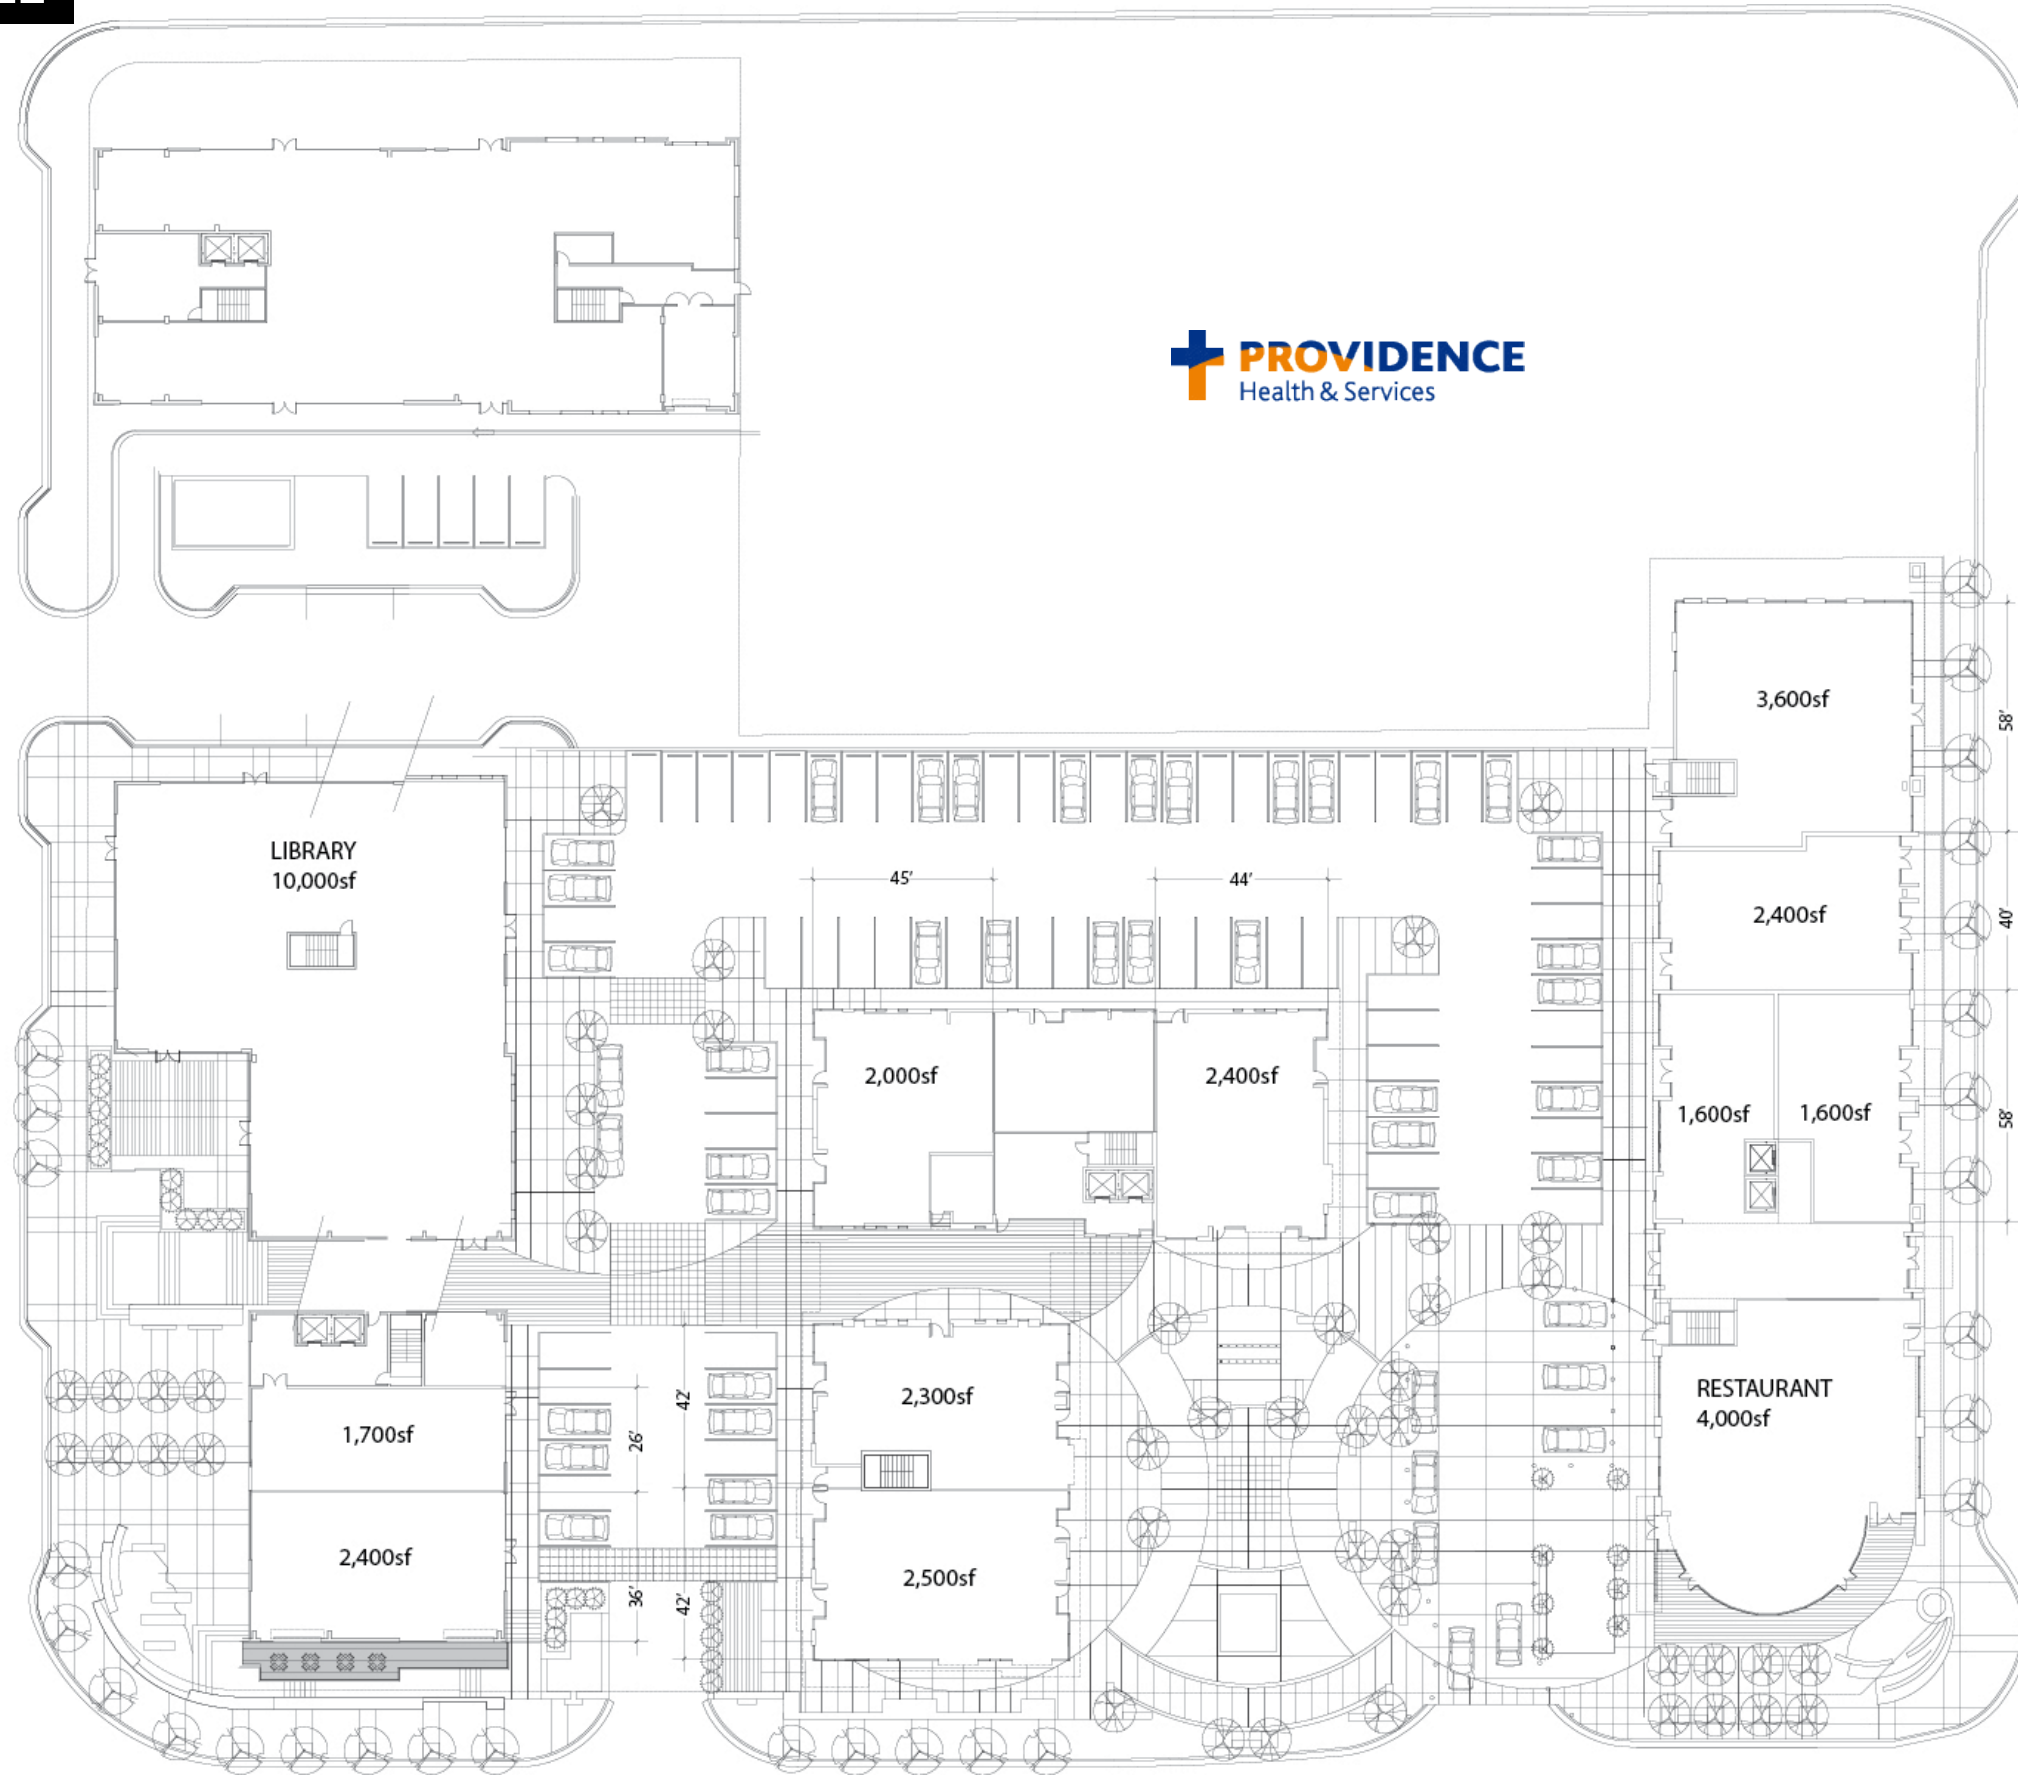 PROVIDENCE
Health & Services
3,600sf
58'
LIBRARY
10,000sf
45'
44'
2,400sf
40'
2,000sf
2,400sf
1,600sf
1,600sf
58'
2,300sf
42'
RESTAURANT
4,000sf
1,700sf
26'
2,400sf
2,500sf
36'
42'